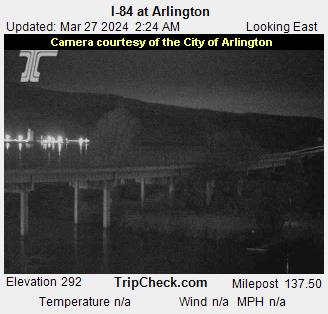 I-84 at Arlington
Updated: Mar 27 2024 2:24 AM Looking East
Camera courtesy of the City of Arlington
Elevation 292 TripCheck.com Milepost 137.50
Temperature n/a Wind n/a MPH n/a